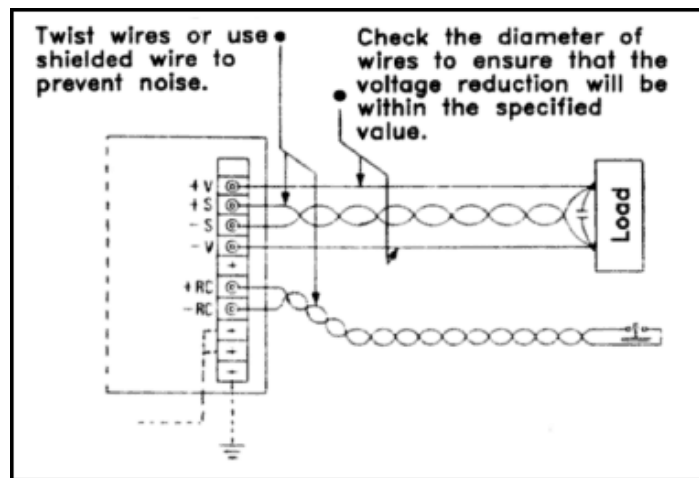 Twist wires or use
shielded wire to
prevent noise.
Check the diameter of
wires to ensure that the
voltage reduction will be
within the specified
value.
+V
+S
-S
-V
+RC
-RC
Load